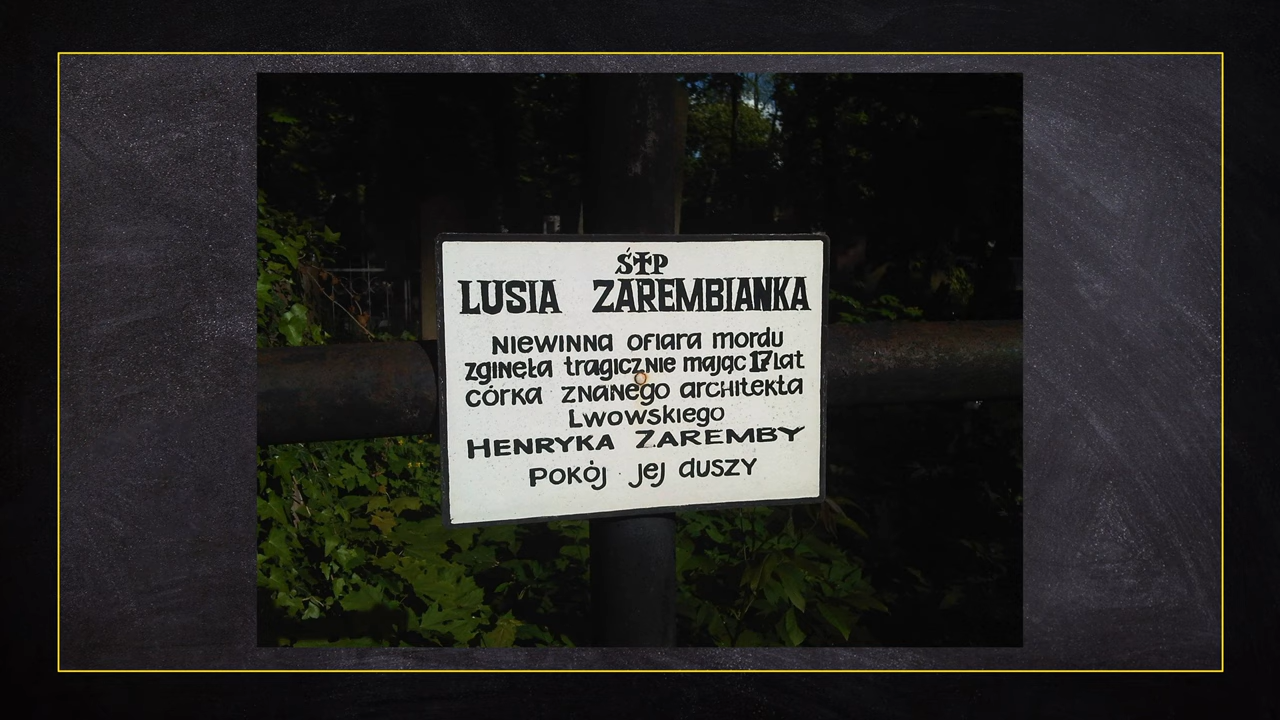 Ś✝P
LUSIA ZAREMBIANKA
NIEWINNA OFIARA MORDU
ZGINĘŁA TRAGICZNIE MAJĄC 17 LAT
CÓRKA ZNANEGO ARCHITEKTA
LWOWSKIEGO
HENRYKA ZAREMBY
POKÓJ JEJ DUSZY